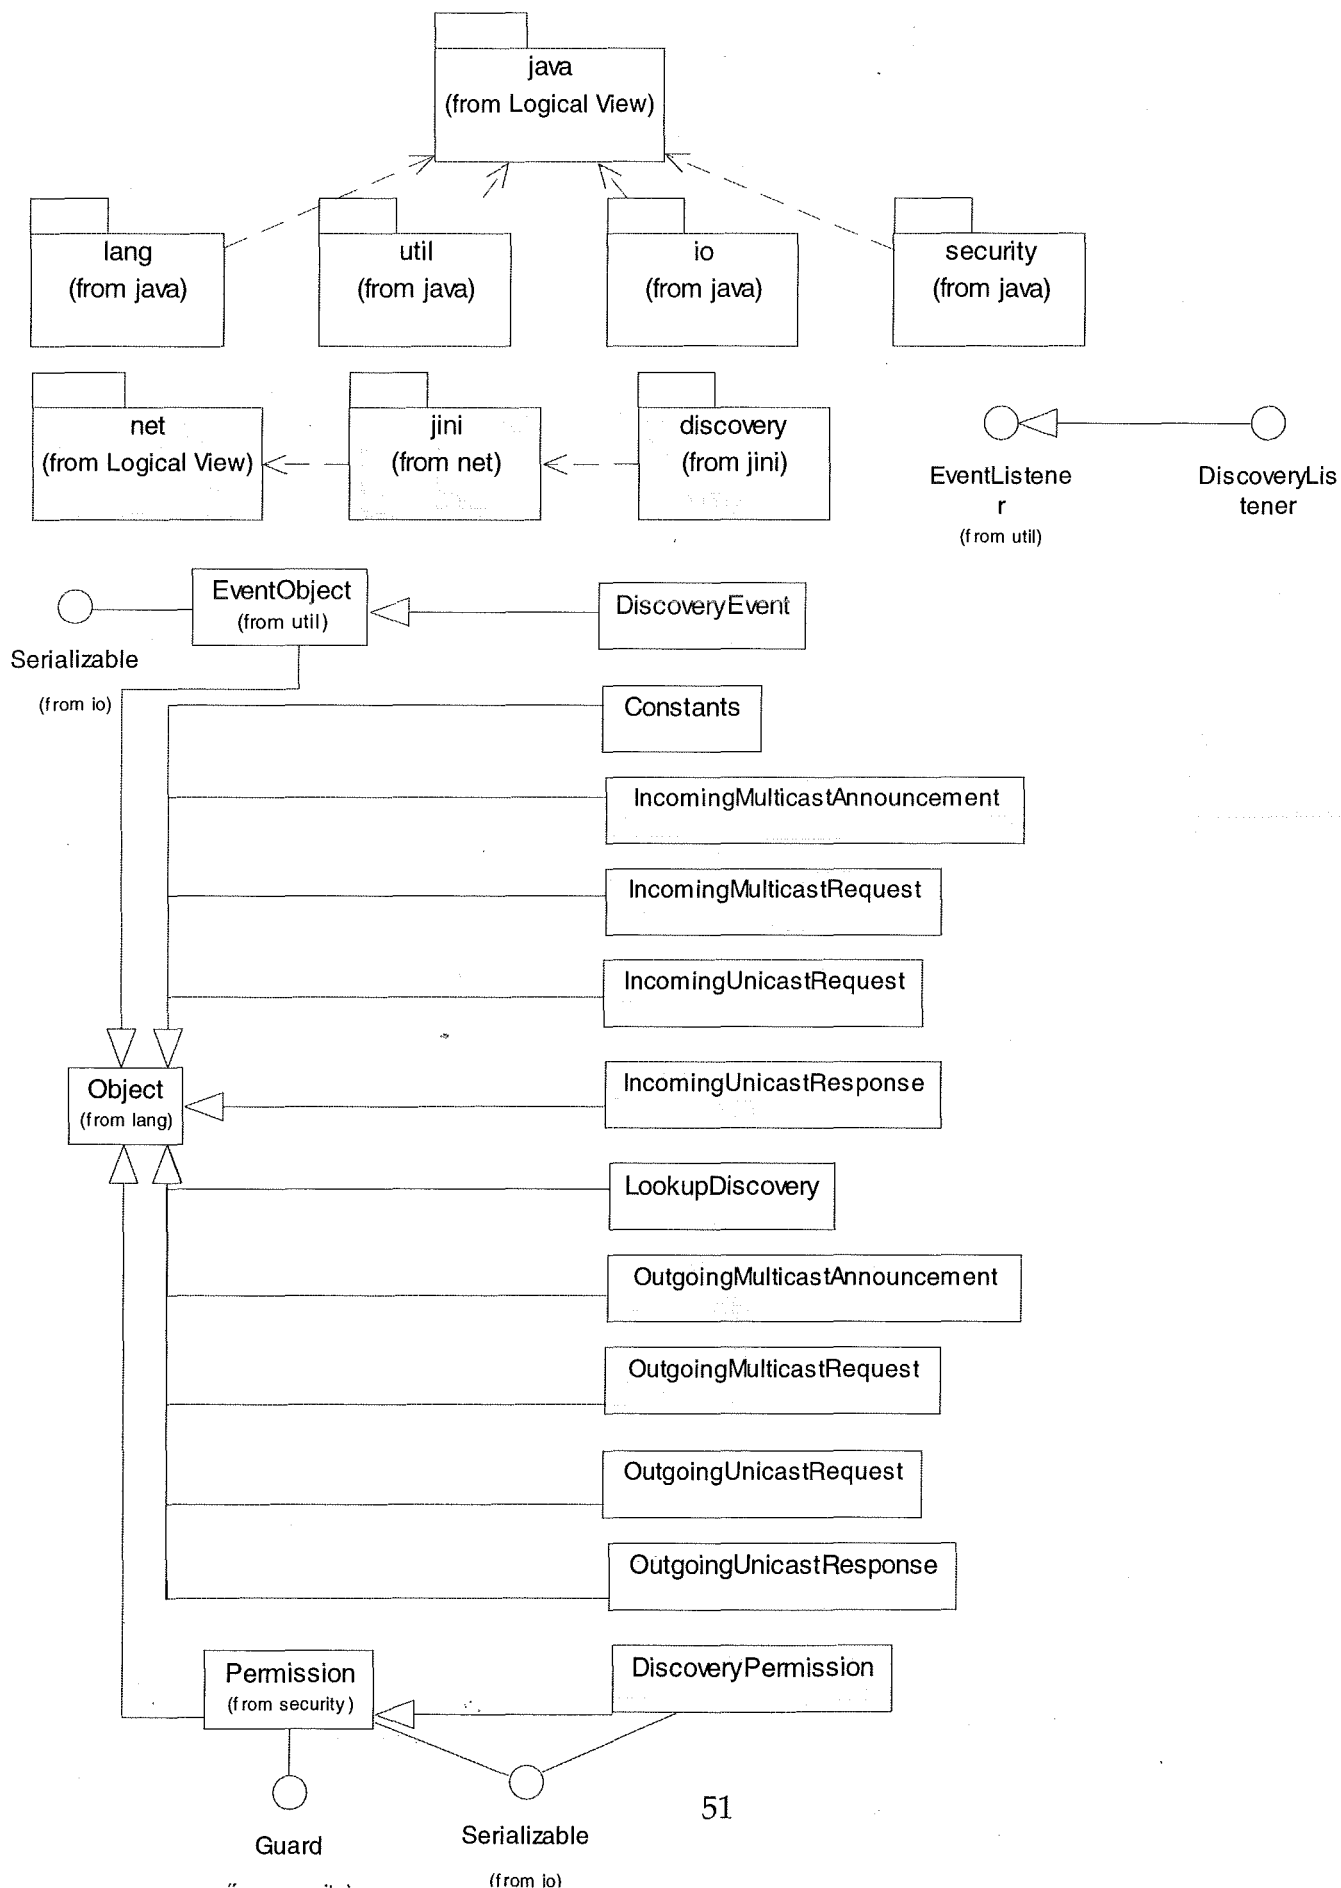 java
(from Logical View)
lang
(from java)
util
(from java)
io
(from java)
security
(from java)
net
(from Logical View)
jini
(from net)
discovery
(from jini)
EventListene
r
(from util)
DiscoveryLis
tener
EventObject
(from util)
DiscoveryEvent
Serializable
(from io)
Constants
IncomingMulticastAnnouncement
IncomingMulticastRequest
IncomingUnicastRequest
Object
(from lang)
IncomingUnicastResponse
LookupDiscovery
OutgoingMulticastAnnouncement
OutgoingMulticastRequest
OutgoingUnicastRequest
OutgoingUnicastResponse
Permission
(from security)
DiscoveryPermission
Guard
Serializable
(from io)
51